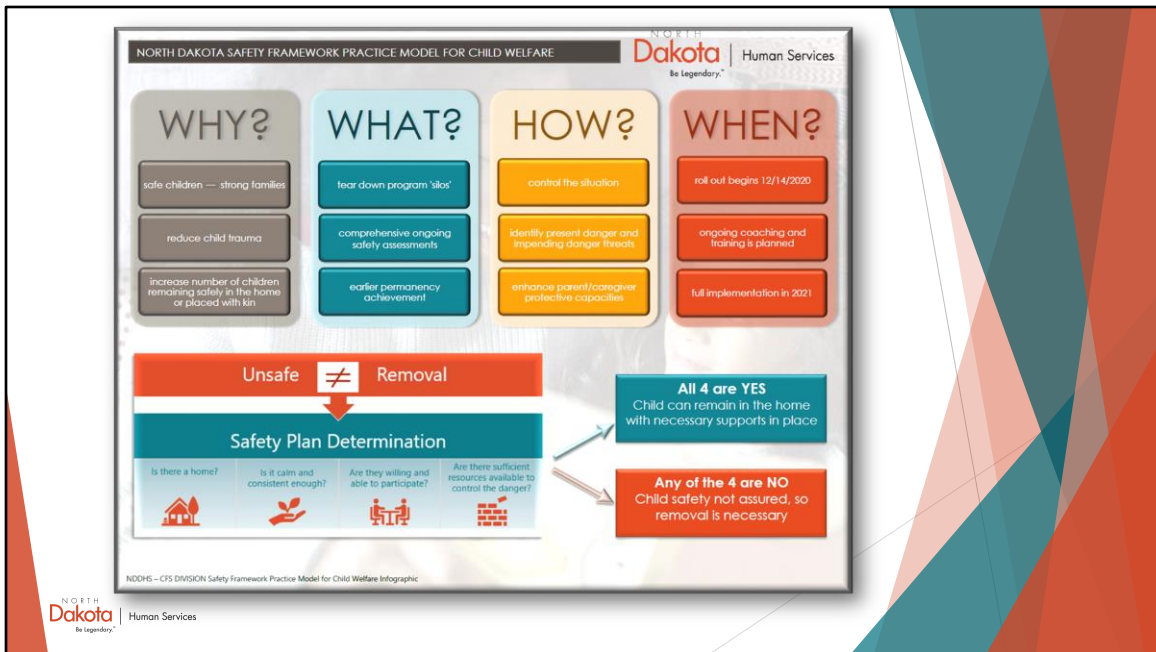 NORTH DAKOTA SAFETY FRAMEWORK PRACTICE MODEL FOR CHILD WELFARE
NORTH
Dakota | Human Services
Be Legendary.™
WHY?
safe children — strong families
reduce child trauma
increase number of children
remaining safely in the home
or placed with kin
WHAT?
tear down program 'silos'
comprehensive ongoing
safety assessments
earlier permanency
achievement
HOW?
control the situation
identify present danger and
impending danger threats
enhance parent/caregiver
protective capacities
WHEN?
roll out begins 12/14/2020
ongoing coaching and
training is planned
full implementation in 2021
Unsafe ≠ Removal
Safety Plan Determination
Is there a home?
Is it calm and
consistent enough?
Are they willing and
able to participate?
Are there sufficient
resources available to
control the danger?
All 4 are YES
Child can remain in the home
with necessary supports in place
Any of the 4 are NO
Child safety not assured, so
removal is necessary
NDDHS – CFS DIVISION Safety Framework Practice Model for Child Welfare Infographic
NORTH
Dakota | Human Services
Be Legendary.™